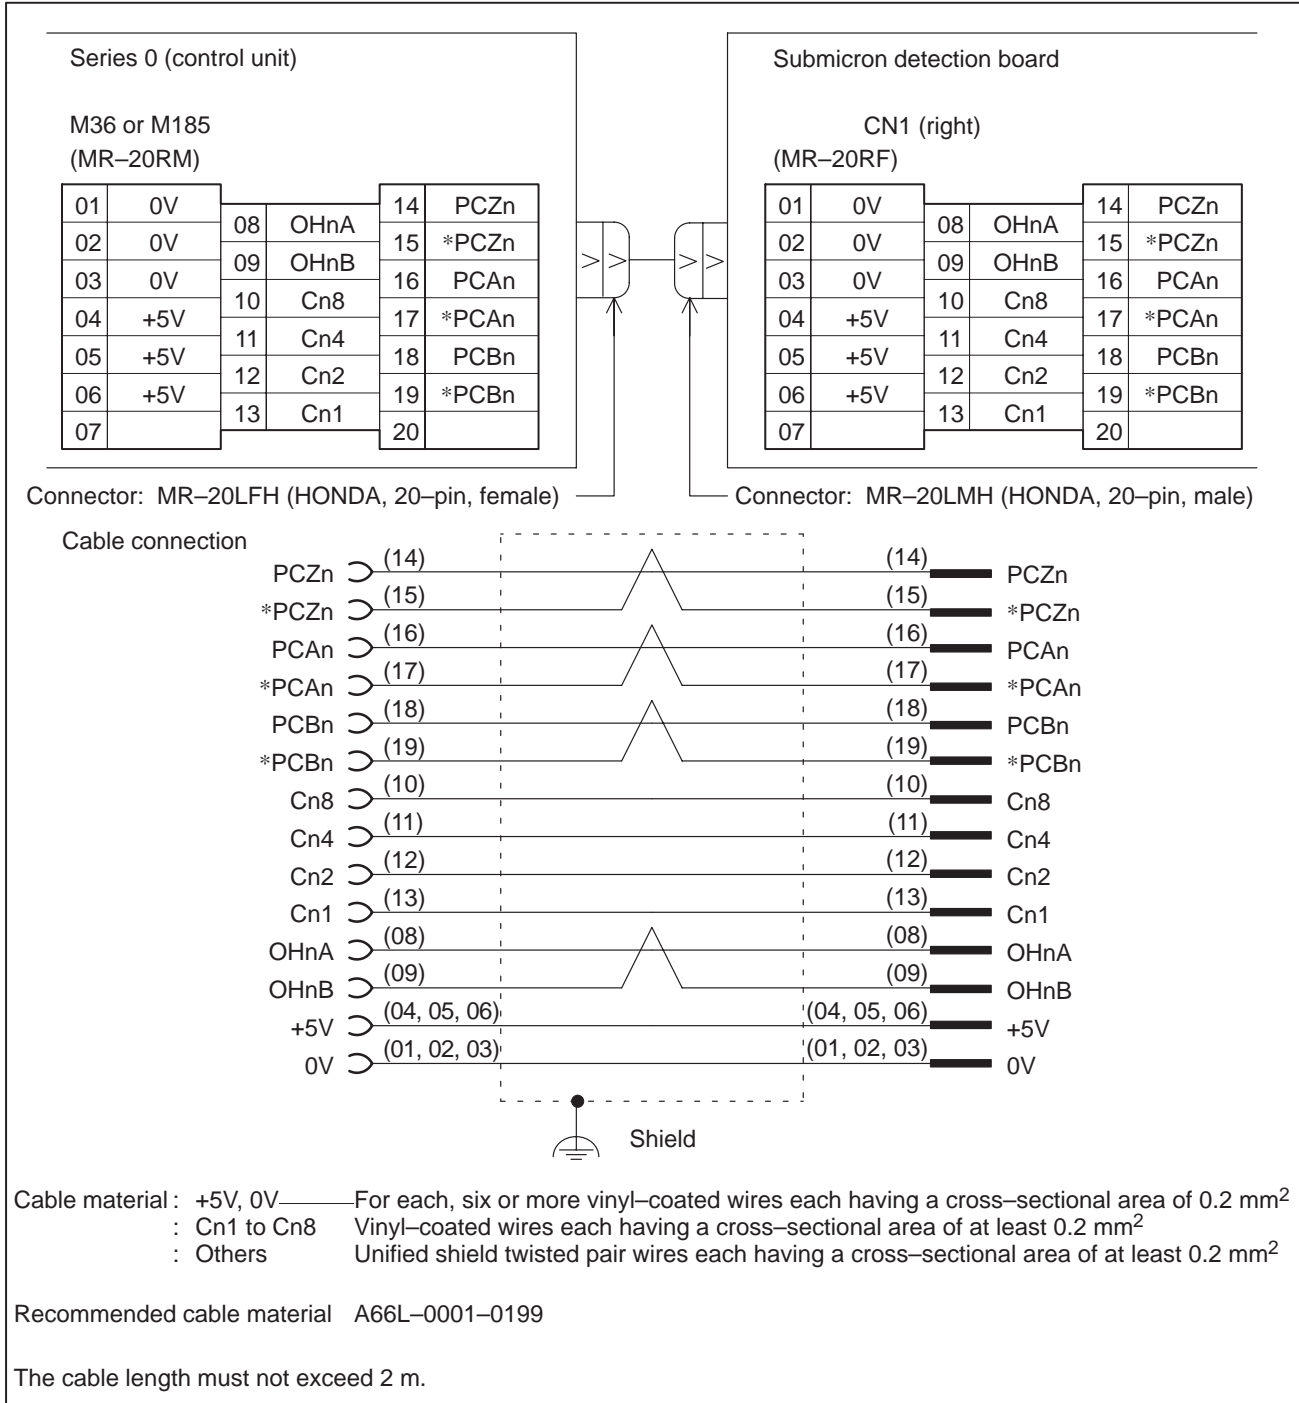 Series 0 (control unit)
Submicron detection board
M36 or M185
CN1 (right)
(MR–20RM)
(MR–20RF)
01 0V
02 0V
03 0V
04 +5V
05 +5V
06 +5V
07
08 OHnA
09 OHnB
10 Cn8
11 Cn4
12 Cn2
13 Cn1
14 PCZn
15 *PCZn
16 PCAn
17 *PCAn
18 PCBn
19 *PCBn
20
01 0V
02 0V
03 0V
04 +5V
05 +5V
06 +5V
07
08 OHnA
09 OHnB
10 Cn8
11 Cn4
12 Cn2
13 Cn1
14 PCZn
15 *PCZn
16 PCAn
17 *PCAn
18 PCBn
19 *PCBn
20
Connector: MR–20LFH (HONDA, 20–pin, female)
Connector: MR–20LMH (HONDA, 20–pin, male)
Cable connection
PCZn (14) (14) PCZn
*PCZn (15) (15) *PCZn
PCAn (16) (16) PCAn
*PCAn (17) (17) *PCAn
PCBn (18) (18) PCBn
*PCBn (19) (19) *PCBn
Cn8 (10) (10) Cn8
Cn4 (11) (11) Cn4
Cn2 (12) (12) Cn2
Cn1 (13) (13) Cn1
OHnA (08) (08) OHnA
OHnB (09) (09) OHnB
+5V (04, 05, 06) (04, 05, 06) +5V
0V (01, 02, 03) (01, 02, 03) 0V
Shield
Cable material : +5V, 0V For each, six or more vinyl–coated wires each having a cross–sectional area of 0.2 mm²
: Cn1 to Cn8 Vinyl–coated wires each having a cross–sectional area of at least 0.2 mm²
: Others Unified shield twisted pair wires each having a cross–sectional area of at least 0.2 mm²
Recommended cable material A66L–0001–0199
The cable length must not exceed 2 m.